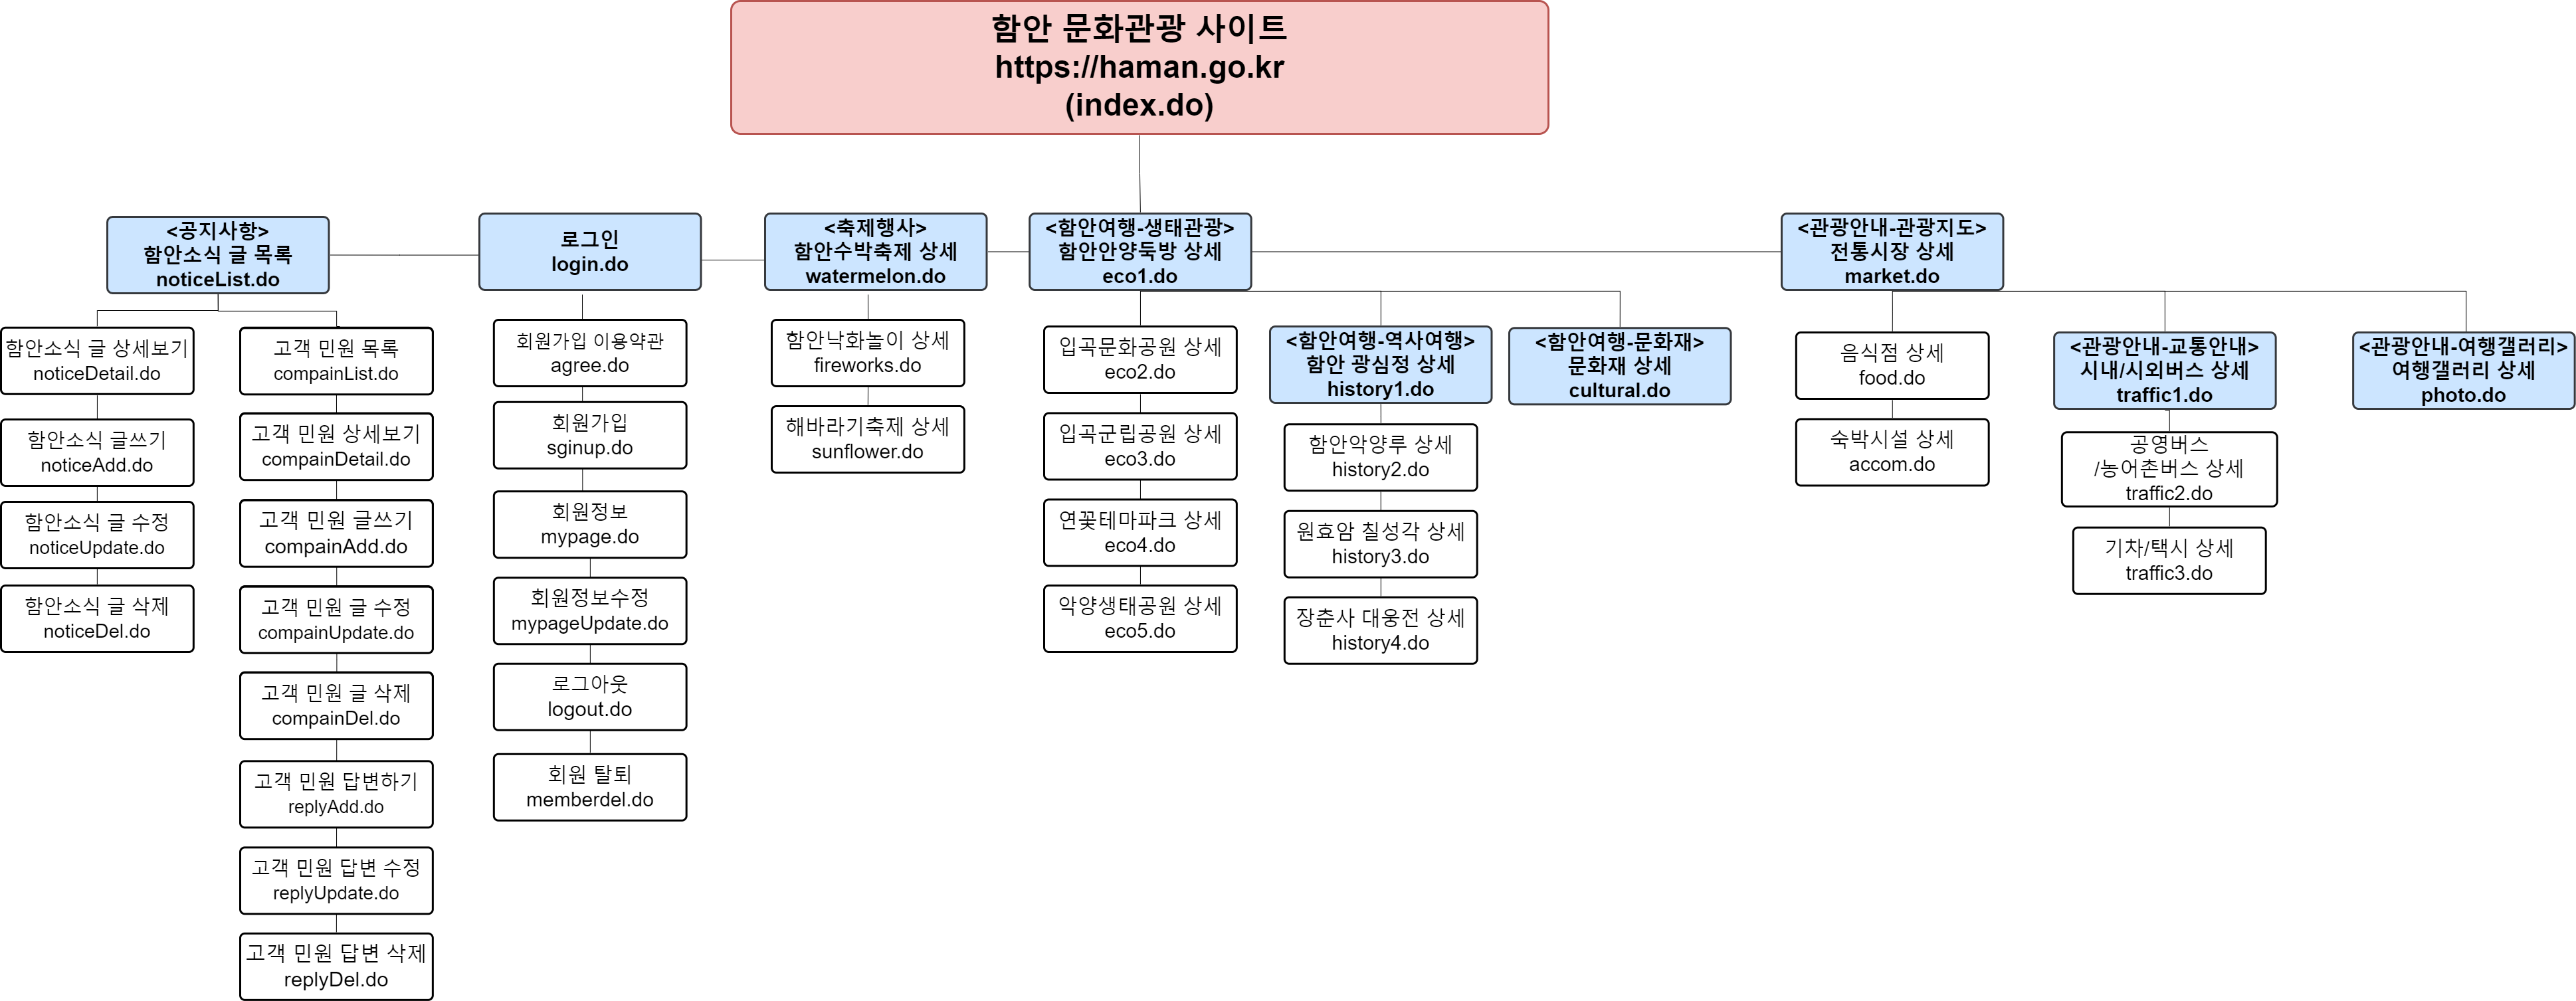 함안 문화관광 사이트
https://haman.go.kr
(index.do)
<공지사항>
함안소식 글 목록
noticeList.do
로그인
login.do
<축제행사>
함안수박축제 상세
watermelon.do
<함안여행-생태관광>
함안안양둑방 상세
eco1.do
<관광안내-관광지도>
전통시장 상세
market.do
함안소식 글 상세보기
noticeDetail.do
함안소식 글쓰기
noticeAdd.do
함안소식 글 수정
noticeUpdate.do
함안소식 글 삭제
noticeDel.do
고객 민원 목록
compainList.do
고객 민원 상세보기
compainDetail.do
고객 민원 글쓰기
compainAdd.do
고객 민원 글 수정
compainUpdate.do
고객 민원 글 삭제
compainDel.do
고객 민원 답변하기
replyAdd.do
고객 민원 답변 수정
replyUpdate.do
고객 민원 답변 삭제
replyDel.do
회원가입 이용약관
agree.do
회원가입
sginup.do
회원정보
mypage.do
회원정보수정
mypageUpdate.do
로그아웃
logout.do
회원 탈퇴
memberdel.do
함안낙화놀이 상세
fireworks.do
해바라기축제 상세
sunflower.do
입곡문화공원 상세
eco2.do
입곡군립공원 상세
eco3.do
연꽃테마파크 상세
eco4.do
악양생태공원 상세
eco5.do
<함안여행-역사여행>
함안 광심정 상세
history1.do
함안악양루 상세
history2.do
원효암 칠성각 상세
history3.do
장춘사 대웅전 상세
history4.do
<함안여행-문화재>
문화재 상세
cultural.do
음식점 상세
food.do
숙박시설 상세
accom.do
<관광안내-교통안내>
시내/시외버스 상세
traffic1.do
공영버스
/농어촌버스 상세
traffic2.do
기차/택시 상세
traffic3.do
<관광안내-여행갤러리>
여행갤러리 상세
photo.do